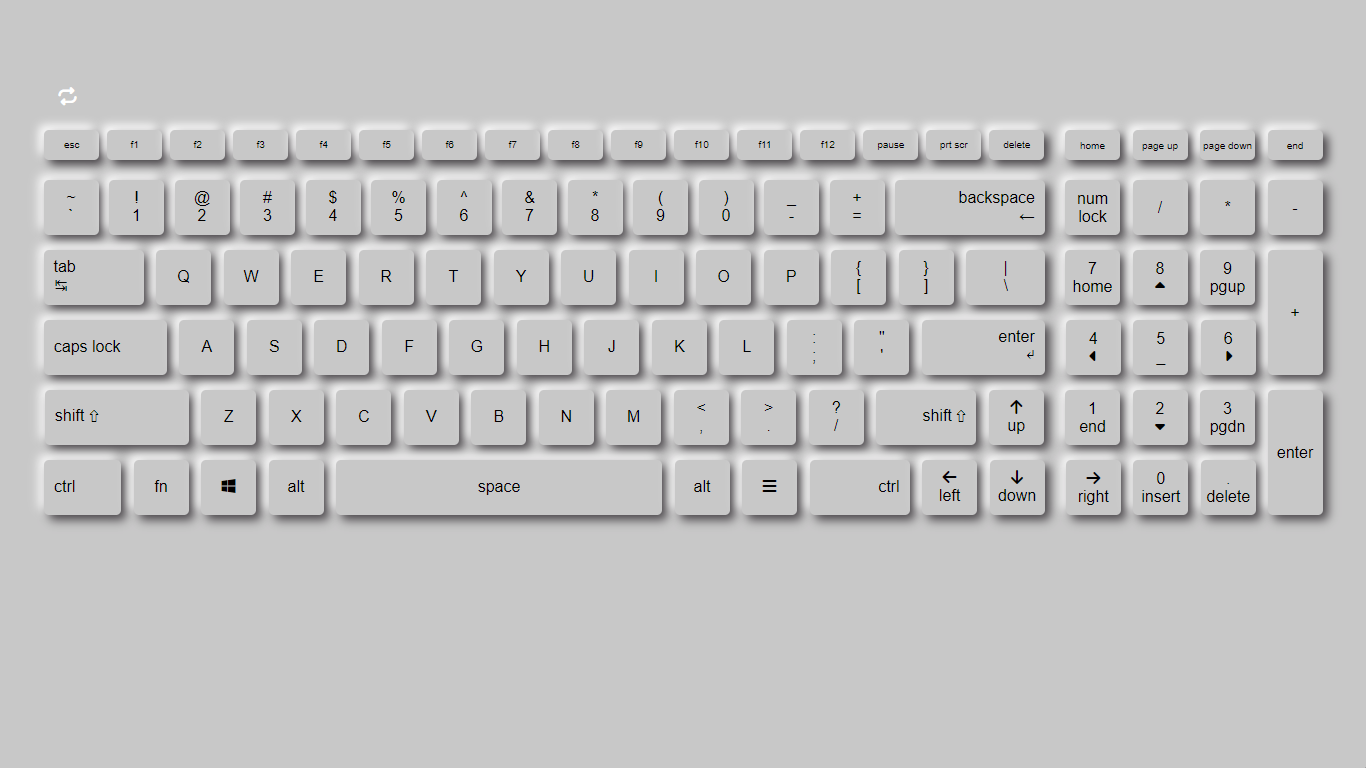 esc f1 f2 f3 f4 f5 f6 f7 f8 f9 f10 f11 f12 pause prt scr delete home page up page down end
~ ! @ # $ % ^ & * ( ) _ + backspace num / * -
` 1 2 3 4 5 6 7 8 9 0 - = ← lock
tab Q W E R T Y U I O P { } | 7 8 9 +
↹ [ ] \ home ▲ pgup
caps lock A S D F G H J K L : " enter 4 5 6
; ' ↵ ◀ _ ▶
shift ⇧ Z X C V B N M < > ? shift ⇧ ↑ 1 2 3 enter
, . / up end ▼ pgdn
ctrl fn alt space alt ☰ ctrl ← ↓ → 0 .
left down right insert delete